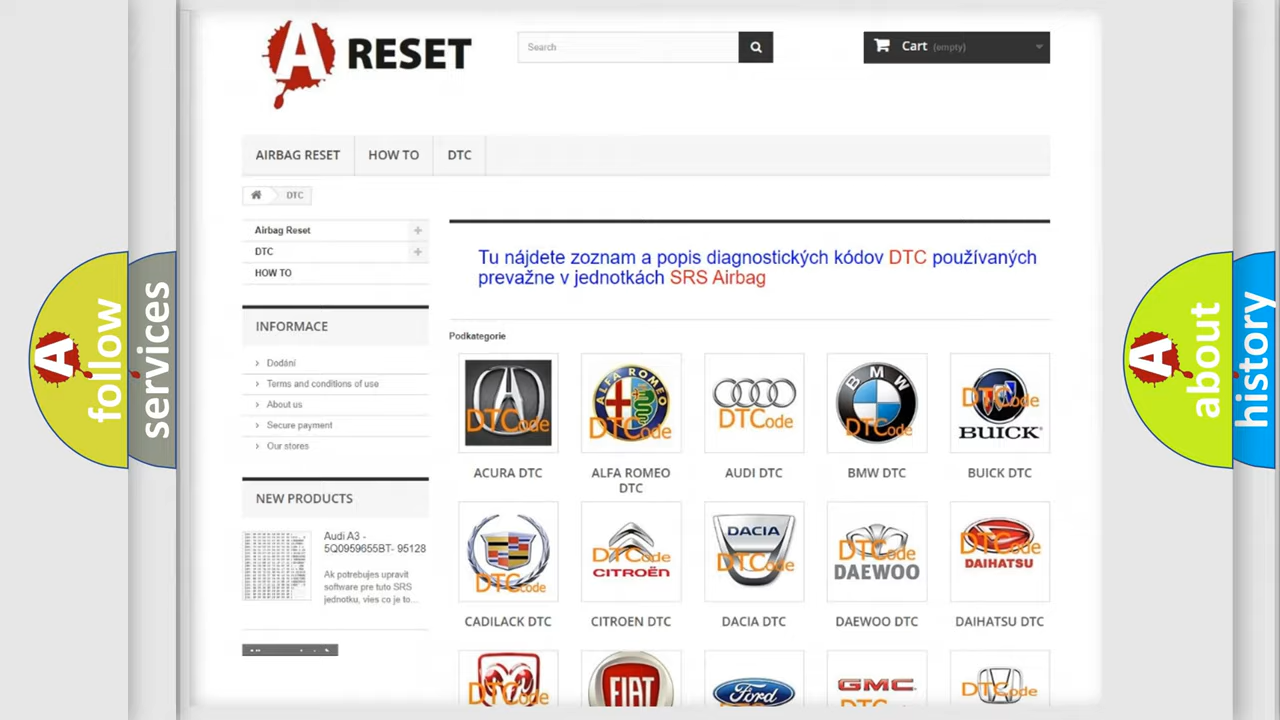 A RESET
Search
Cart (empty)
AIRBAG RESET
HOW TO
DTC
DTC
Airbag Reset
DTC
HOW TO
INFORMACE
Dodání
Terms and conditions of use
About us
Secure payment
Our stores
NEW PRODUCTS
Audi A3 -
5Q0959655BT- 95128
Ak potrebujes upravit
software pre tuto SRS
jednotku, vies co je to...
Tu nájdete zoznam a popis diagnostických kódov DTC používaných
prevažne v jednotkách SRS Airbag
Podkategorie
DTCode
ALFA ROMEO
DTCode
DTCode
BMW
DTCode
DTCode
BUICK
ACURA DTC
ALFA ROMEO
DTC
AUDI DTC
BMW DTC
BUICK DTC
DTCode
DTCode
CITROËN
DACIA
DTCode
DTCode
DAEWOO
DTCode
DAIHATSU
CADILACK DTC
CITROEN DTC
DACIA DTC
DAEWOO DTC
DAIHATSU DTC
DTCode
FIAT
Ford
GMC
DTCode
A follow
services
A about
history